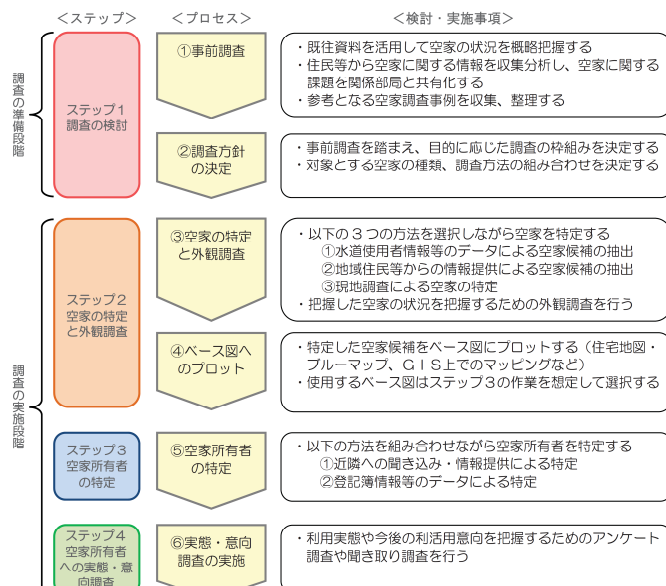 <ステップ>
<プロセス>
<検討・実施事項>
調査の準備段階
ステップ1
調査の検討
①事前調査
・既往資料を活用して空家の状況を概略把握する
・住民等から空家に関する情報を収集分析し、空家に関する
課題を関係部局と共有化する
・参考となる空家調査事例を収集、整理する
②調査方針
の決定
・事前調査を踏まえ、目的に応じた調査の枠組みを決定する
・対象とする空家の種類、調査方法の組み合わせを決定する
調査の実施段階
ステップ2
空家の特定
と外観調査
③空家の特定
と外観調査
・以下の3つの方法を選択しながら空家を特定する
①水道使用者情報等のデータによる空家候補の抽出
②地域住民等からの情報提供による空家候補の抽出
③現地調査による空家の特定
・把握した空家の状況を把握するための外観調査を行う
④ベース図へ
のプロット
・特定した空家候補をベース図にプロットする（住宅地図・
ブルーマップ、GIS上でのマッピングなど）
・使用するベース図はステップ3の作業を想定して選択する
ステップ3
空家所有者
の特定
⑤空家所有者
の特定
・以下の方法を組み合わせながら空家所有者を特定する
①近隣への聞き込み・情報提供による特定
②登記簿情報等のデータによる特定
ステップ4
空家所有者
への実態・意
向調査
⑥実態・意向
調査の実施
・利用実態や今後の利活用意向を把握するためのアンケート
調査や聞き取り調査を行う